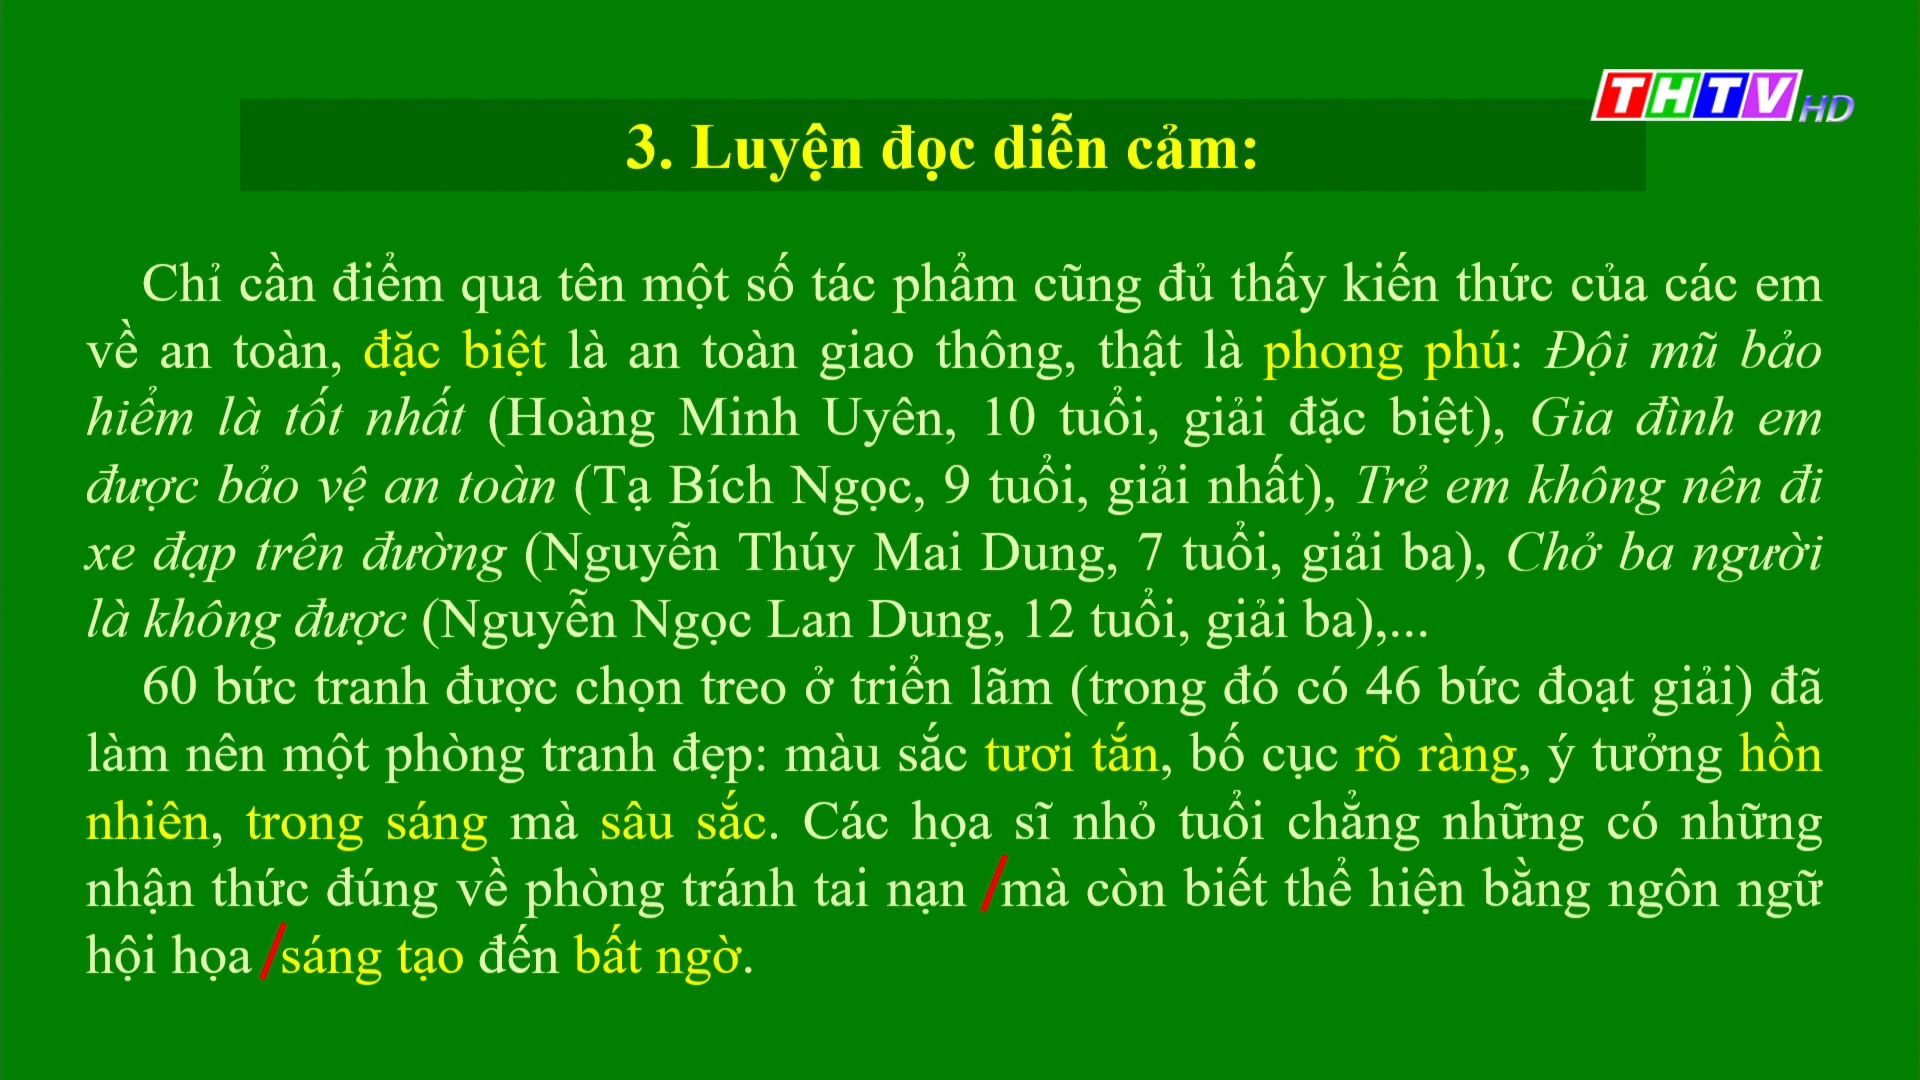 THTV HD
3. Luyện đọc diễn cảm:
Chỉ cần điểm qua tên một số tác phẩm cũng đủ thấy kiến thức của các em
về an toàn, đặc biệt là an toàn giao thông, thật là phong phú: Đội mũ bảo
hiểm là tốt nhất (Hoàng Minh Uyên, 10 tuổi, giải đặc biệt), Gia đình em
được bảo vệ an toàn (Tạ Bích Ngọc, 9 tuổi, giải nhất), Trẻ em không nên đi
xe đạp trên đường (Nguyễn Thúy Mai Dung, 7 tuổi, giải ba), Chở ba người
là không được (Nguyễn Ngọc Lan Dung, 12 tuổi, giải ba),...
60 bức tranh được chọn treo ở triển lãm (trong đó có 46 bức đoạt giải) đã
làm nên một phòng tranh đẹp: màu sắc tươi tắn, bố cục rõ ràng, ý tưởng hồn
nhiên, trong sáng mà sâu sắc. Các họa sĩ nhỏ tuổi chẳng những có những
nhận thức đúng về phòng tránh tai nạn /mà còn biết thể hiện bằng ngôn ngữ
hội họa /sáng tạo đến bất ngờ.